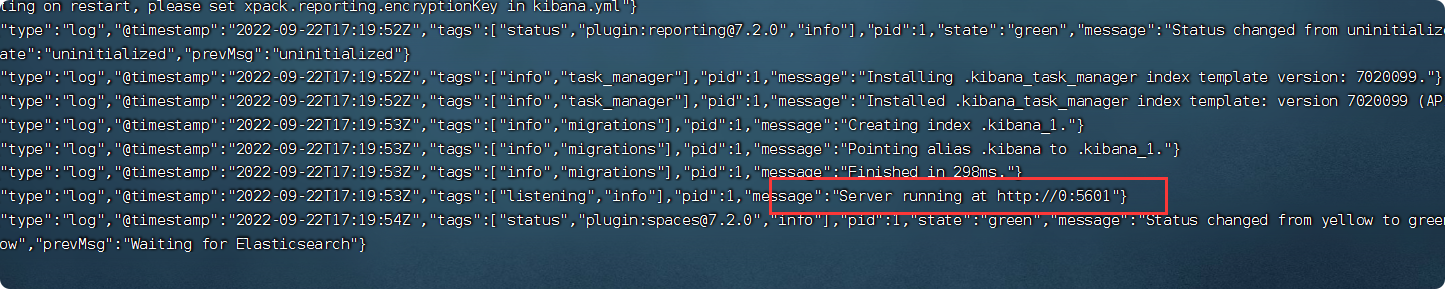 ting on restart, please set xpack.reporting.encryptionKey in kibana.yml"}
"type":"log","@timestamp":"2022-09-22T17:19:52Z","tags":["status","plugin:reporting@7.2.0","info"],"pid":1,"state":"green","message":"Status changed from uninitialize
ate":"uninitialized","prevMsg":"uninitialized"}
"type":"log","@timestamp":"2022-09-22T17:19:52Z","tags":["info","task_manager"],"pid":1,"message":"Installing .kibana_task_manager index template version: 7020099."}
"type":"log","@timestamp":"2022-09-22T17:19:52Z","tags":["info","task_manager"],"pid":1,"message":"Installed .kibana_task_manager index template: version 7020099 (AP
"type":"log","@timestamp":"2022-09-22T17:19:53Z","tags":["info","migrations"],"pid":1,"message":"Creating index .kibana_1."}
"type":"log","@timestamp":"2022-09-22T17:19:53Z","tags":["info","migrations"],"pid":1,"message":"Pointing alias .kibana to .kibana_1."}
"type":"log","@timestamp":"2022-09-22T17:19:53Z","tags":["info","migrations"],"pid":1,"message":"Finished in 298ms."}
"type":"log","@timestamp":"2022-09-22T17:19:53Z","tags":["listening","info"],"pid":1,"message":"Server running at http://0:5601"}
"type":"log","@timestamp":"2022-09-22T17:19:54Z","tags":["status","plugin:spaces@7.2.0","info"],"pid":1,"state":"green","message":"Status changed from yellow to green
ow","prevMsg":"Waiting for Elasticsearch"}